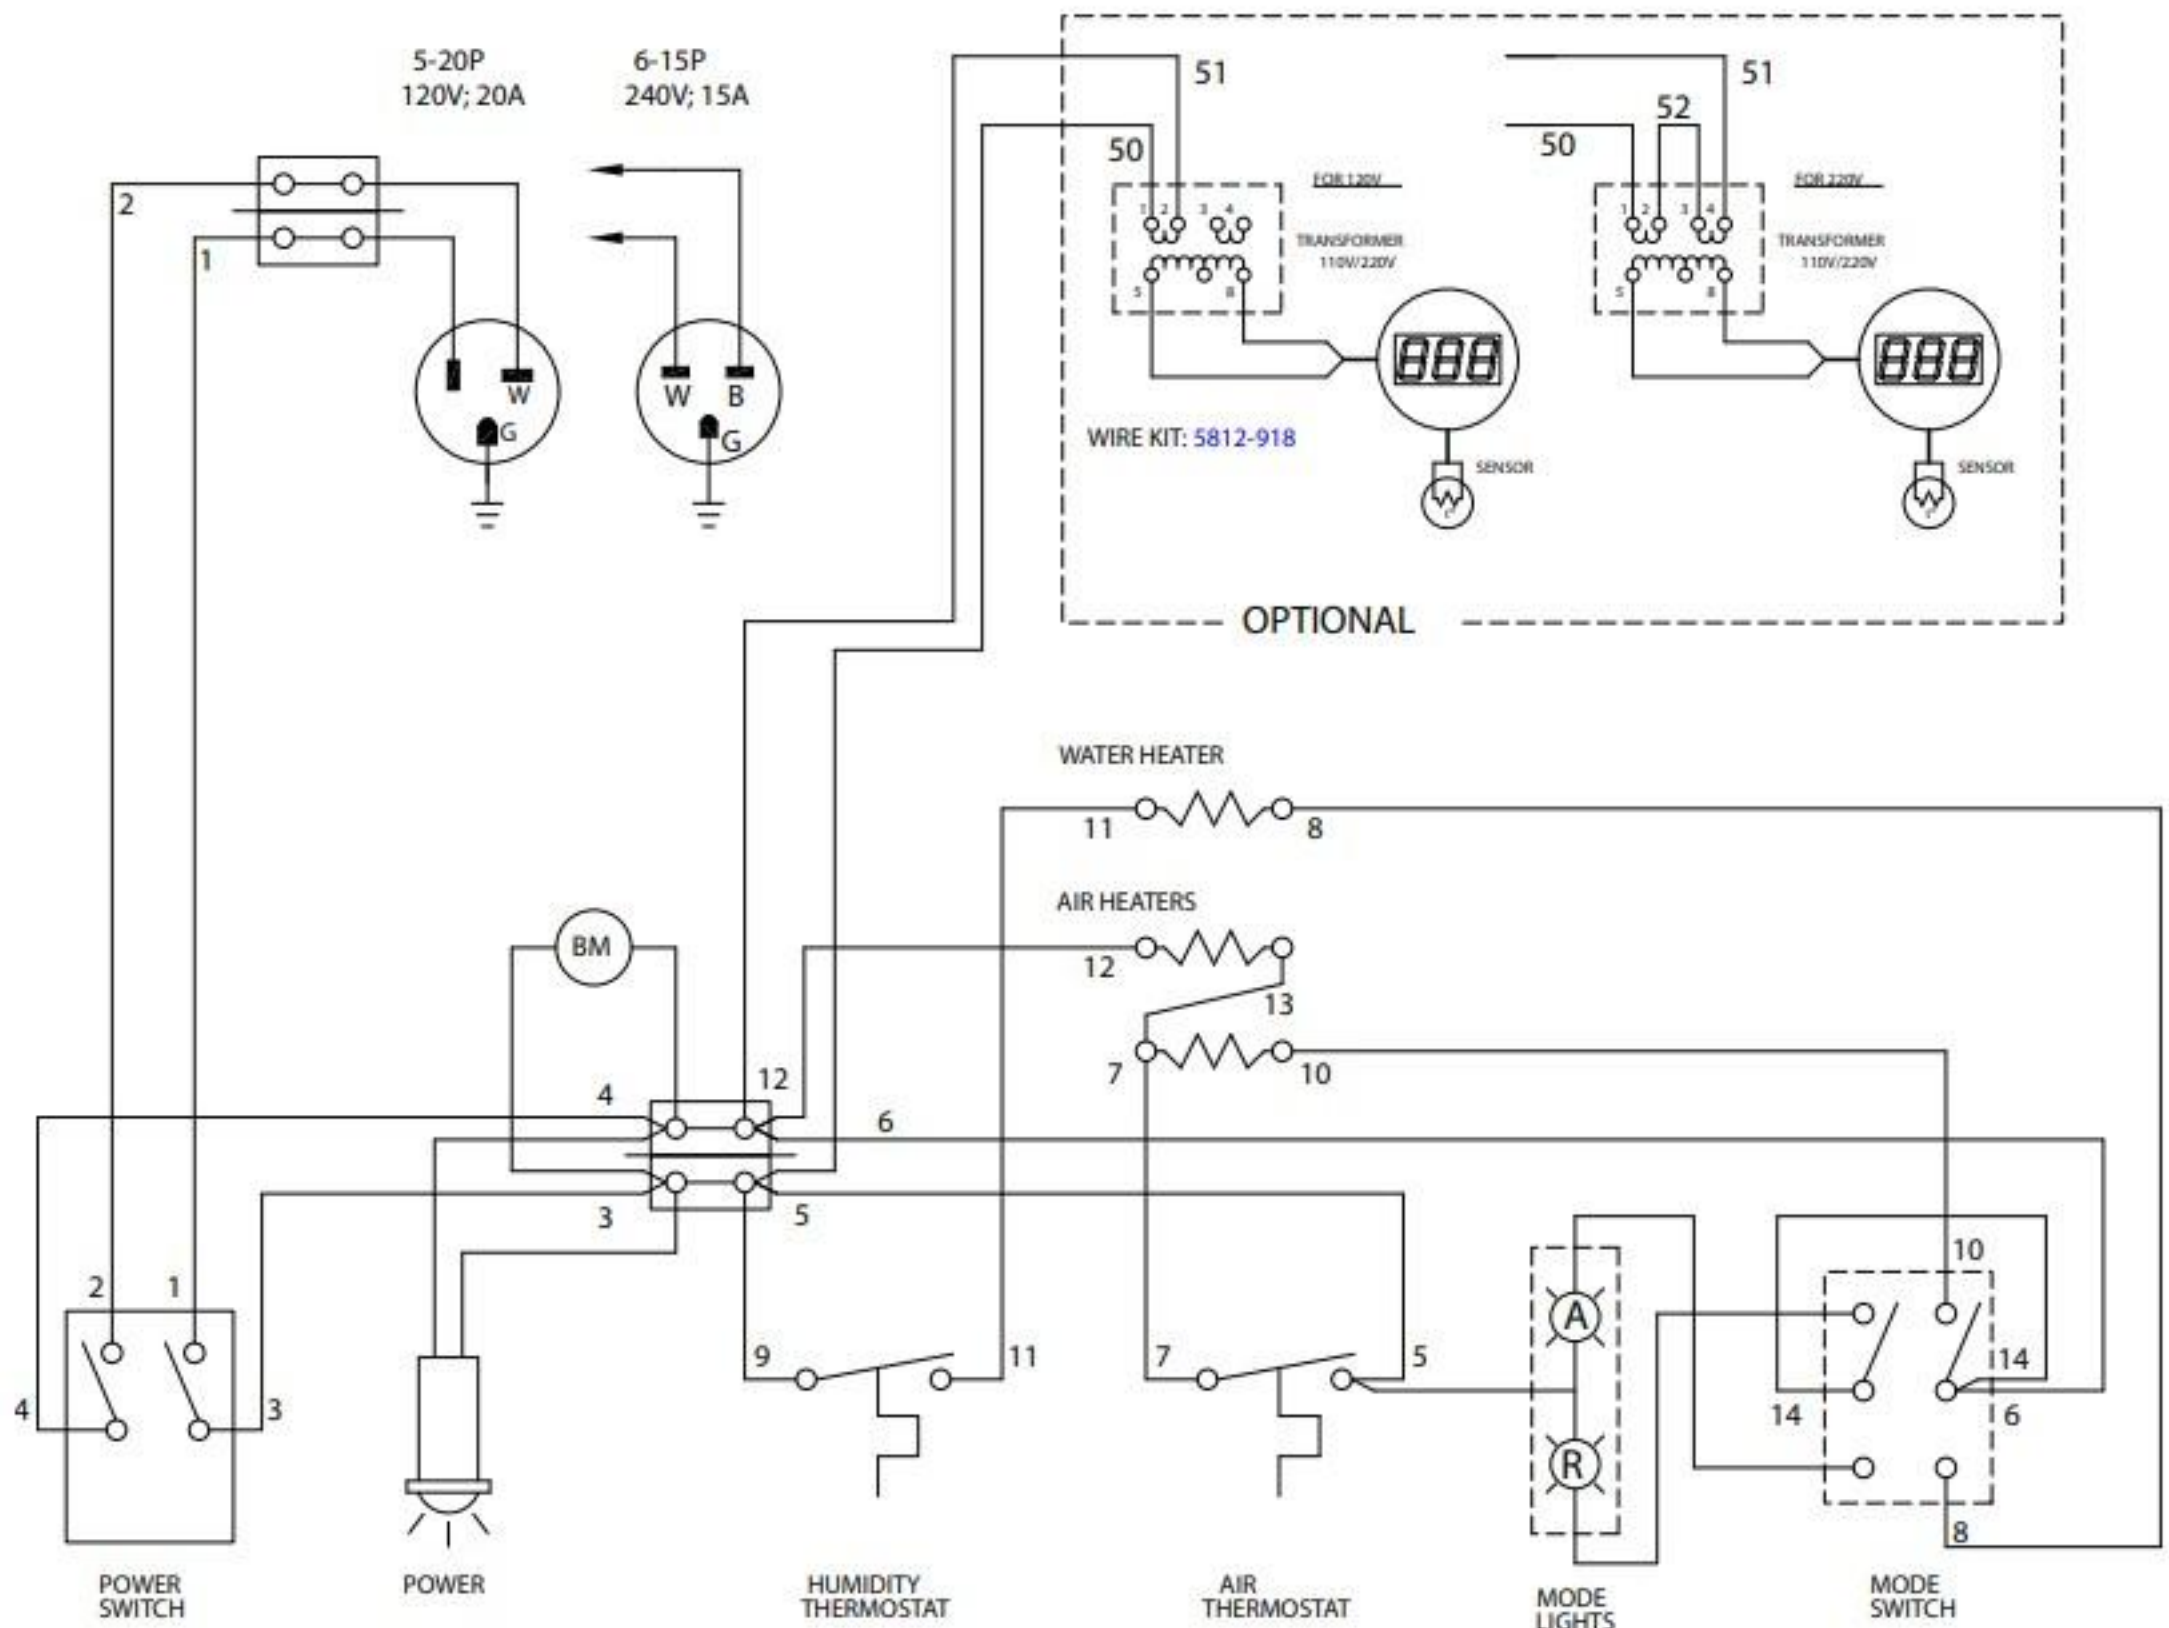 5-20P
120V; 20A
6-15P
240V; 15A
2
1
W
G
W B
G
51
50
FOR 120V
1 2 3 4
TRANSFORMER
110V/220V
5 8
888
SENSOR
WIRE KIT: 5812-918
51
52
50
FOR 220V
1 2 3 4
TRANSFORMER
110V/220V
5 8
888
SENSOR
OPTIONAL
WATER HEATER
11 8
AIR HEATERS
12
13
7 10
BM
4
12
6
3
5
2 1
4 3
9 11
7 5
A
R
10
14
14
6
8
POWER
SWITCH
POWER
HUMIDITY
THERMOSTAT
AIR
THERMOSTAT
MODE
LIGHTS
MODE
SWITCH